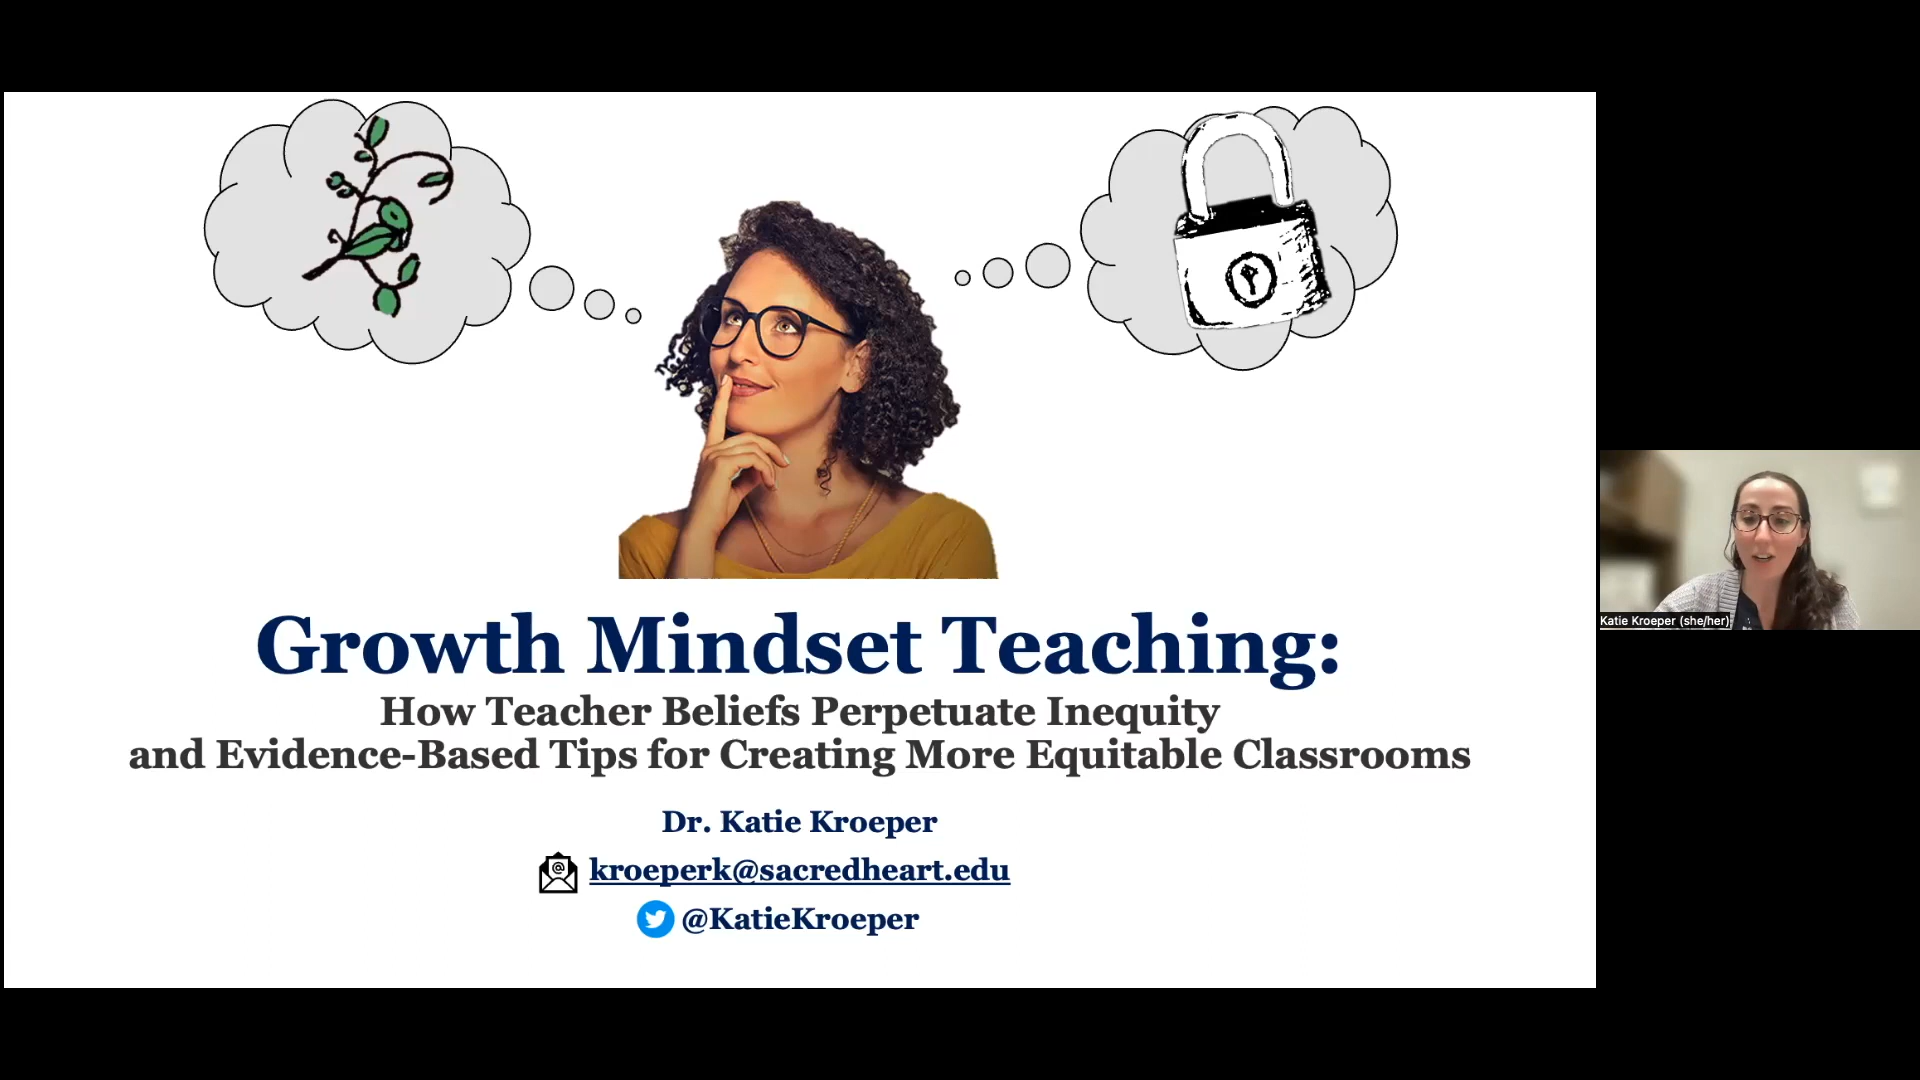 Growth Mindset Teaching:
How Teacher Beliefs Perpetuate Inequity
and Evidence-Based Tips for Creating More Equitable Classrooms
Dr. Katie Kroeper
@ kroeperk@sacredheart.edu
@KatieKroeper
Katie Kroeper (she/her)